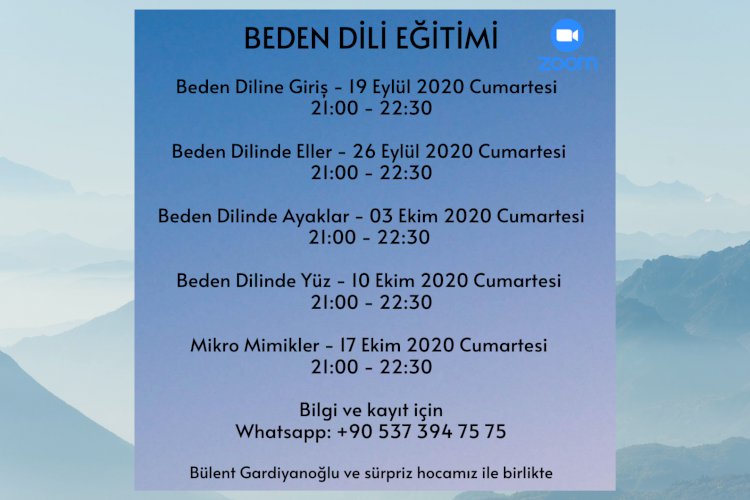 BEDEN DİLİ EĞİTİMİ
zoom
Beden Diline Giriş - 19 Eylül 2020 Cumartesi
21:00 - 22:30
Beden Dilinde Eller - 26 Eylül 2020 Cumartesi
21:00 - 22:30
Beden Dilinde Ayaklar - 03 Ekim 2020 Cumartesi
21:00 - 22:30
Beden Dilinde Yüz - 10 Ekim 2020 Cumartesi
21:00 - 22:30
Mikro Mimikler - 17 Ekim 2020 Cumartesi
21:00 - 22:30
Bilgi ve kayıt için
Whatsapp: +90 537 394 75 75
Bülent Gardiyanoğlu ve sürpriz hocamız ile birlikte